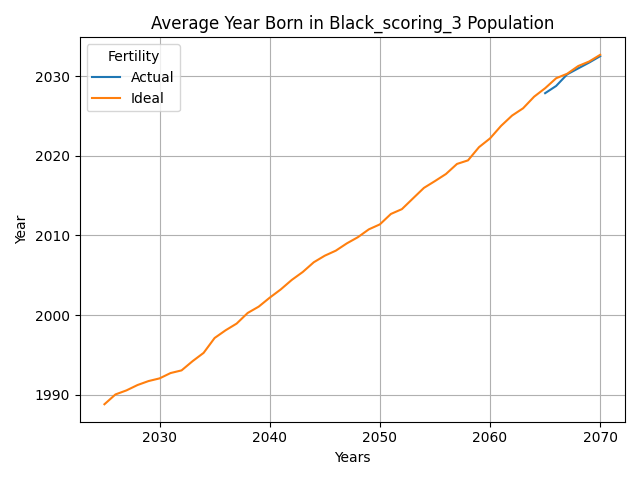 Average Year Born in Black_scoring_3 Population
Fertility
Actual
Ideal
Year
2030
2020
2010
2000
1990
2030 2040 2050 2060 2070
Years